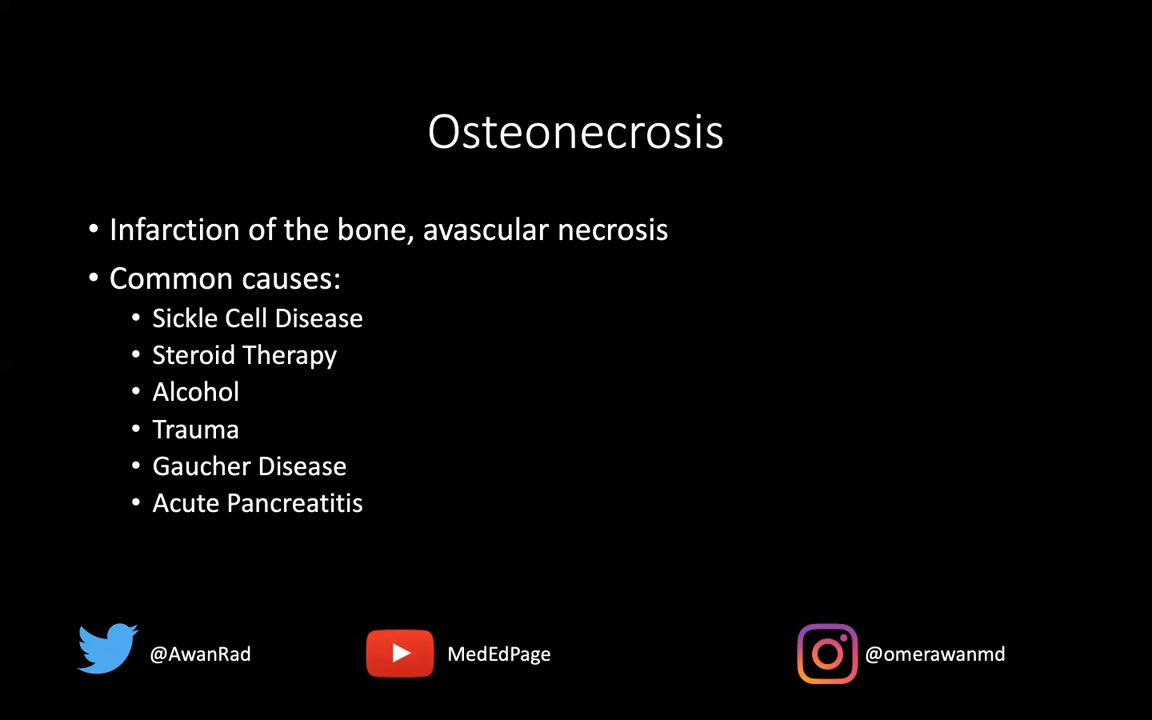 Osteonecrosis
• Infarction of the bone, avascular necrosis
• Common causes:
• Sickle Cell Disease
• Steroid Therapy
• Alcohol
• Trauma
• Gaucher Disease
• Acute Pancreatitis
@AwanRad MedEdPage @omerawanmd